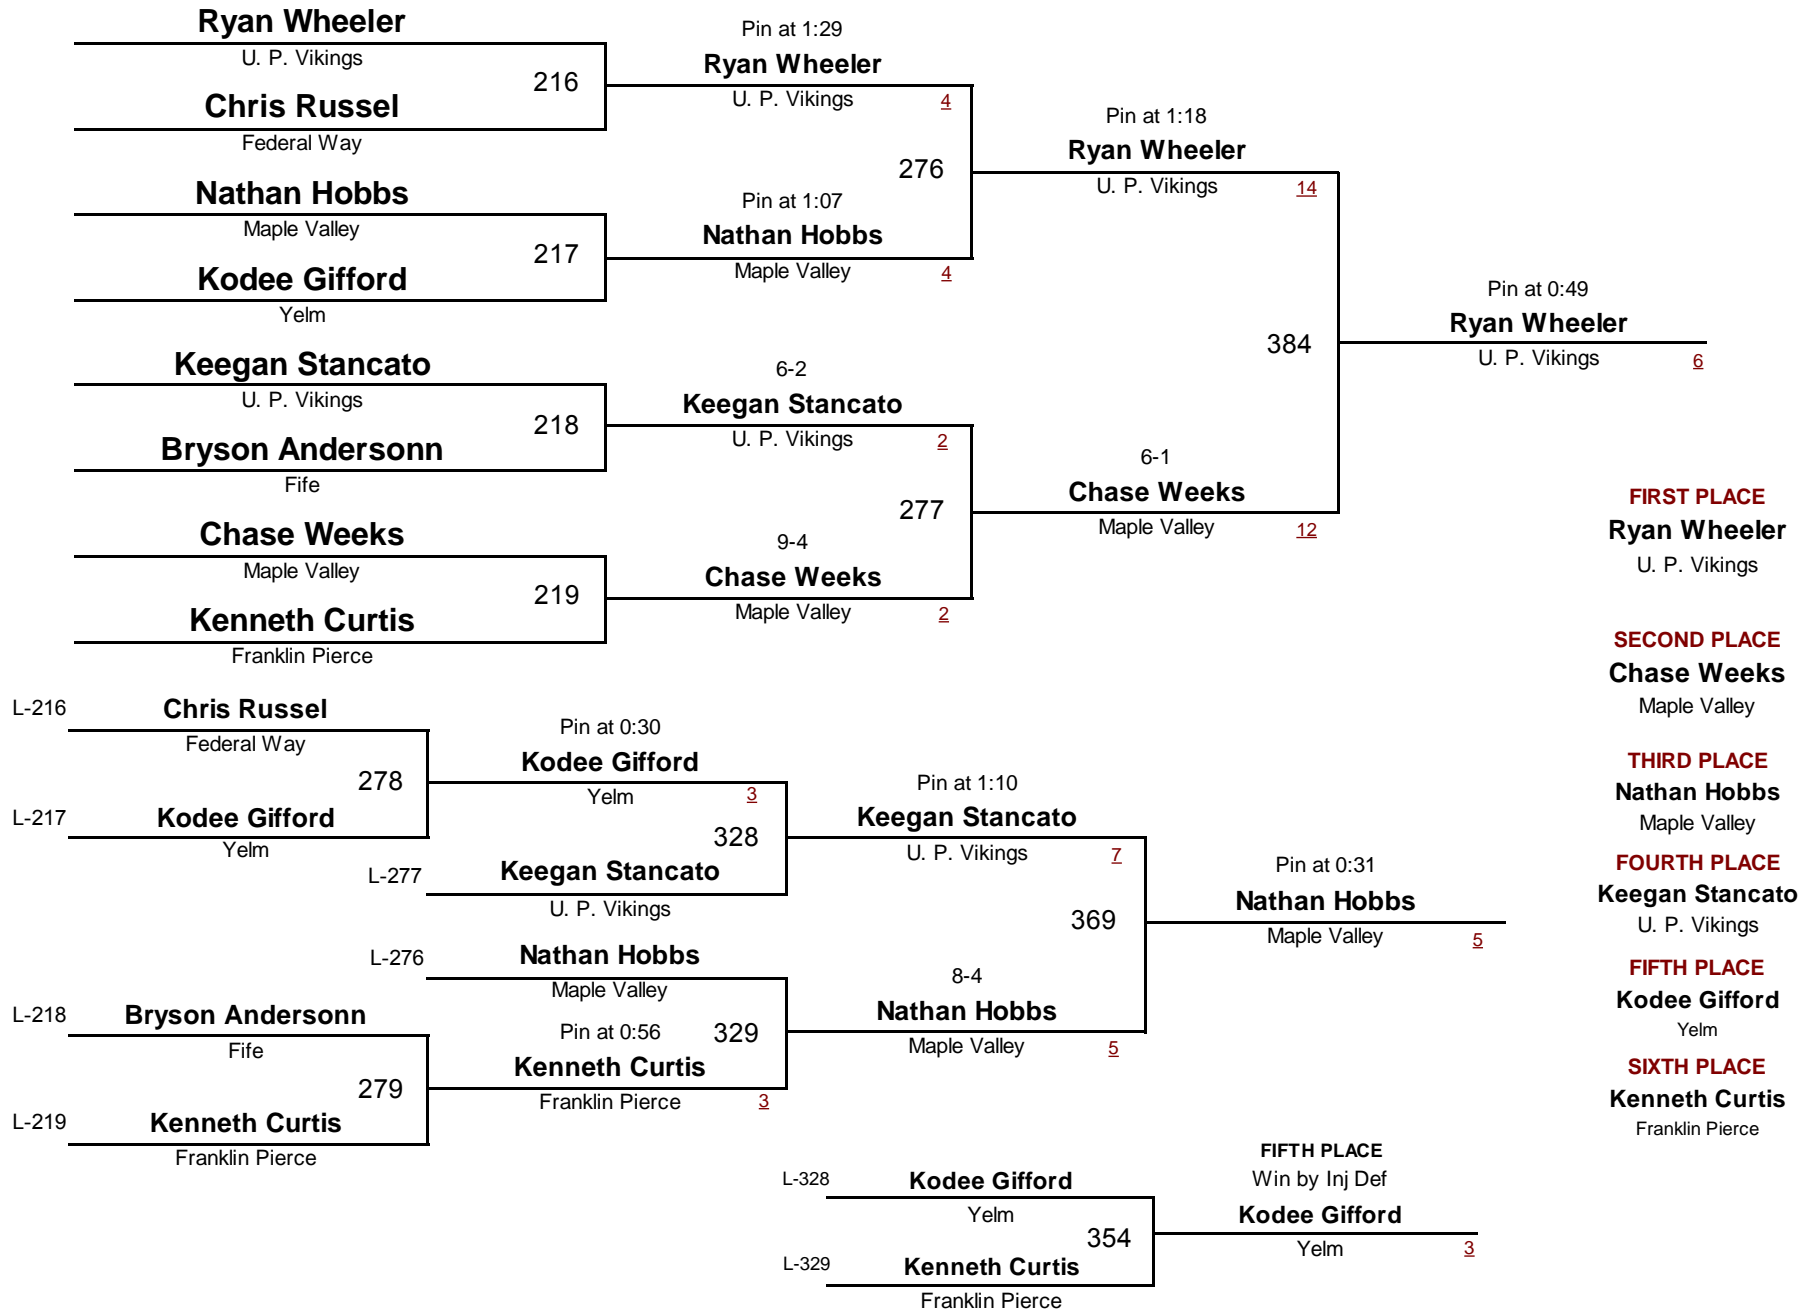 Ryan Wheeler
U. P. Vikings
216
Chris Russel
Federal Way
Nathan Hobbs
Maple Valley
217
Kodee Gifford
Yelm
Keegan Stancato
U. P. Vikings
218
Bryson Andersonn
Fife
Chase Weeks
Maple Valley
219
Kenneth Curtis
Franklin Pierce
Pin at 1:29
Ryan Wheeler
U. P. Vikings 4
276
Pin at 1:07
Nathan Hobbs
Maple Valley 4
6-2
Keegan Stancato
U. P. Vikings 2
277
9-4
Chase Weeks
Maple Valley 2
Pin at 1:18
Ryan Wheeler
U. P. Vikings 14
384
6-1
Chase Weeks
Maple Valley 12
Pin at 0:49
Ryan Wheeler
U. P. Vikings 6
L-216 Chris Russel
Federal Way
278
L-217 Kodee Gifford
Yelm
Pin at 0:30
Kodee Gifford
Yelm 3
328
L-277 Keegan Stancato
U. P. Vikings
L-276 Nathan Hobbs
Maple Valley
329
L-218 Bryson Andersonn
Fife
279
L-219 Kenneth Curtis
Franklin Pierce
Pin at 0:56
Kenneth Curtis
Franklin Pierce 3
Pin at 1:10
Keegan Stancato
U. P. Vikings 7
369
8-4
Nathan Hobbs
Maple Valley 5
Pin at 0:31
Nathan Hobbs
Maple Valley 5
L-328 Kodee Gifford
Yelm
354
L-329 Kenneth Curtis
Franklin Pierce
FIFTH PLACE
Win by Inj Def
Kodee Gifford
Yelm 3
FIRST PLACE
Ryan Wheeler
U. P. Vikings
SECOND PLACE
Chase Weeks
Maple Valley
THIRD PLACE
Nathan Hobbs
Maple Valley
FOURTH PLACE
Keegan Stancato
U. P. Vikings
FIFTH PLACE
Kodee Gifford
Yelm
SIXTH PLACE
Kenneth Curtis
Franklin Pierce